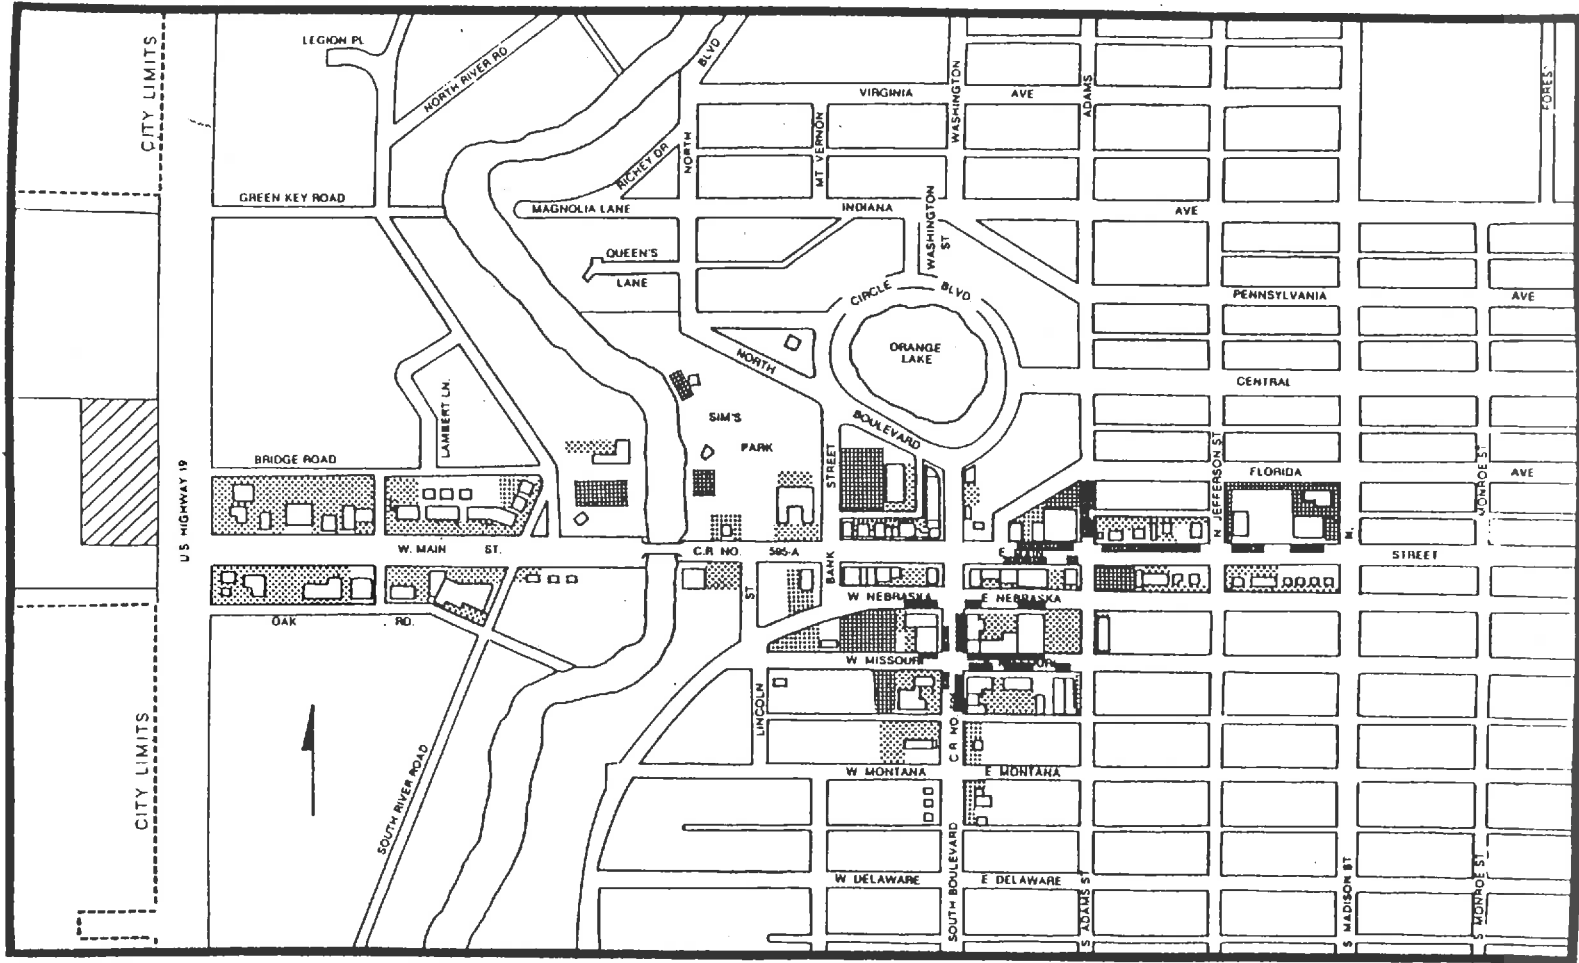 LEGION PL
NORTH RIVER RD
BLVD
CITY LIMITS
VIRGINIA AVE
WASHINGTON
ADAMS
MT VERNON
NORTH
RICHEY DR
GREEN KEY ROAD
MAGNOLIA LANE
INDIANA AVE
WASHINGTON ST
QUEEN'S
LANE
CIRCLE BLVD
PENNSYLVANIA AVE
ORANGE
LAKE
NORTH
CENTRAL
SIM'S
PARK
LAMBERT LN.
BOULEVARD
STREET
BRIDGE ROAD
N JEFFERSON ST
FLORIDA AVE
MONROE ST
U.S. HIGHWAY 19
W. MAIN ST.
C.R NO. 595-A
E MAIN
M.
STREET
BANK
ST
W NEBRASKA
E NEBRASKA
OAK RD.
W MISSOURI
LINCOLN
C.R NO.
CITY LIMITS
SOUTH RIVER ROAD
W MONTANA
E MONTANA
W DELAWARE
E DELAWARE
SOUTH BOULEVARD
S ADAMS ST
S MADISON ST
S MONROE ST